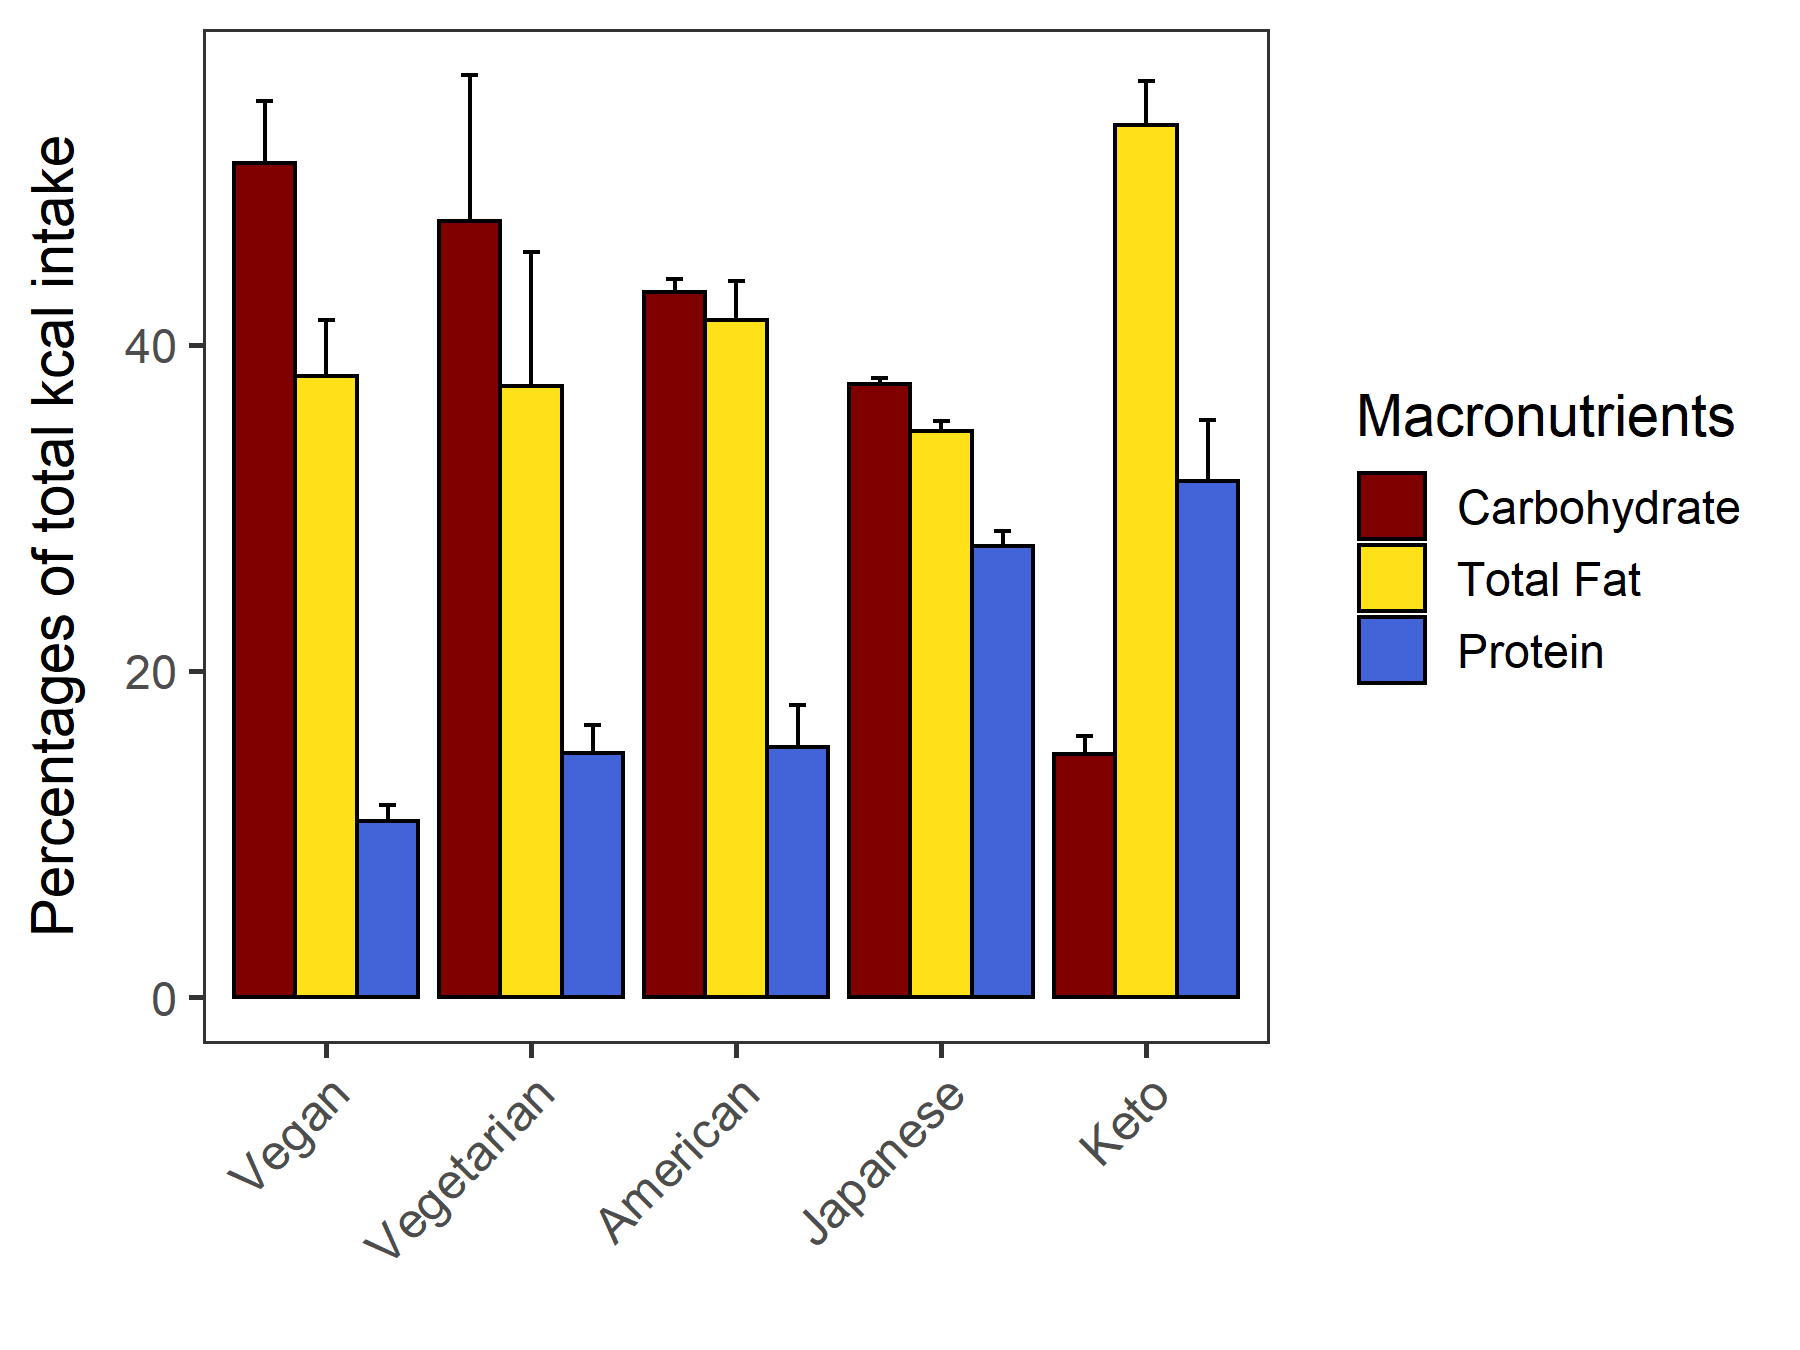 Percentages of total kcal intake
40
20
0
Vegan
Vegetarian
American
Japanese
Keto
Macronutrients
Carbohydrate
Total Fat
Protein